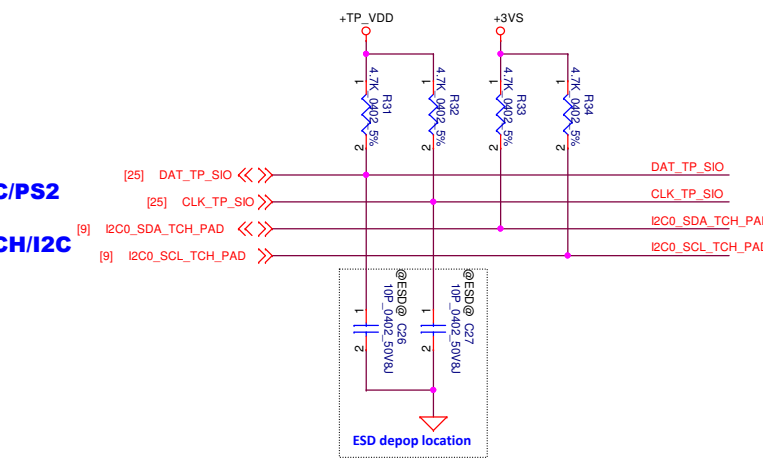 +TP_VDD
+3VS
1
4.7K_0402_5%
R31
2
1
4.7K_0402_5%
R32
2
1
4.7K_0402_5%
R33
2
1
4.7K_0402_5%
R34
2
[25] DAT_TP_SIO
DAT_TP_SIO
C/PS2
[25] CLK_TP_SIO
CLK_TP_SIO
[9] I2C0_SDA_TCH_PAD
I2C0_SDA_TCH_PAD
CH/I2C
[9] I2C0_SCL_TCH_PAD
I2C0_SCL_TCH_PAD
1
@ESD@ C26
10P_0402_50V8J
2
1
@ESD@ C27
10P_0402_50V8J
2
ESD depop location